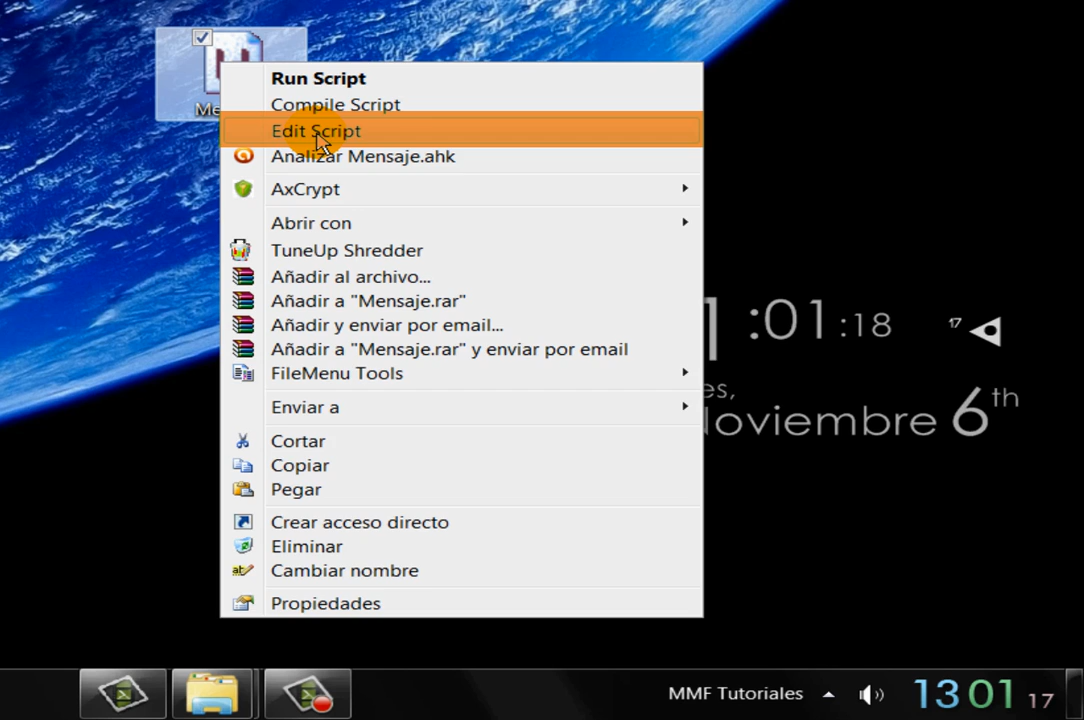 Me
Run Script
Compile Script
Edit Script
Analizar Mensaje.ahk
AxCrypt
Abrir con
TuneUp Shredder
Añadir al archivo...
Añadir a "Mensaje.rar"
Añadir y enviar por email...
Añadir a "Mensaje.rar" y enviar por email
FileMenu Tools
Enviar a
Cortar
Copiar
Pegar
Crear acceso directo
Eliminar
Cambiar nombre
Propiedades
:01:18
17
es,
oviembre 6th
MMF Tutoriales
13 01 17